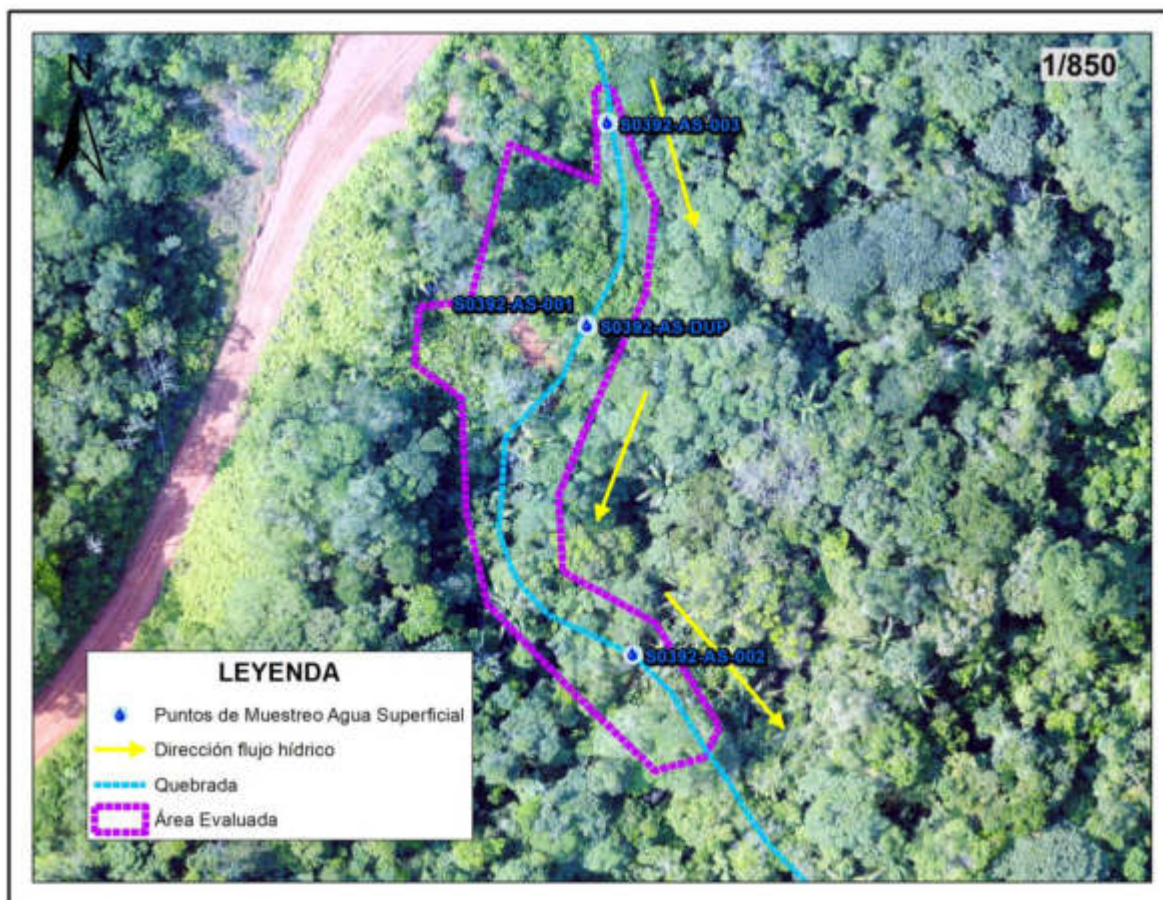 N
1/850
S0392-AS-003
S0392-AS-001
S0392-AS-DUP
S0392-AS-002
LEYENDA
Puntos de Muestreo Agua Superficial
Dirección flujo hídrico
Quebrada
Área Evaluada